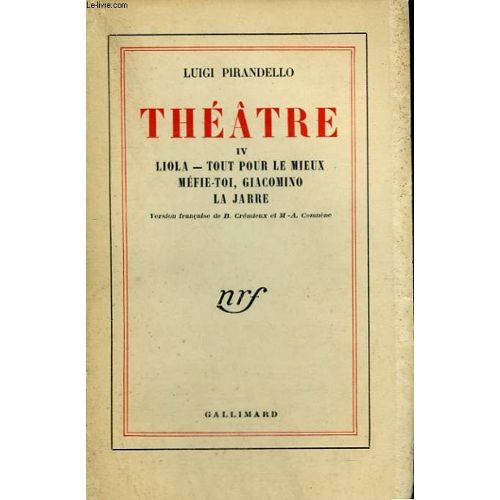 Le-livre.com
LUIGI PIRANDELLO
THÉÂTRE
IV
LIOLA — TOUT POUR LE MIEUX
MÉFIE-TOI, GIACOMINO
LA JARRE
Version française de B. Crémieux et M.-A. Comnène
nrf
GALLIMARD